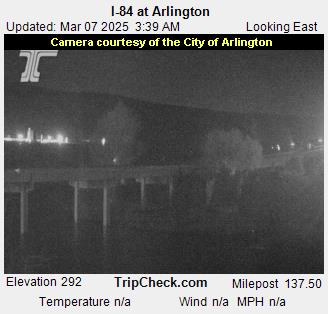 I-84 at Arlington
Updated: Mar 07 2025 3:39 AM Looking East
Camera courtesy of the City of Arlington
Elevation 292 TripCheck.com Milepost 137.50
Temperature n/a Wind n/a MPH n/a